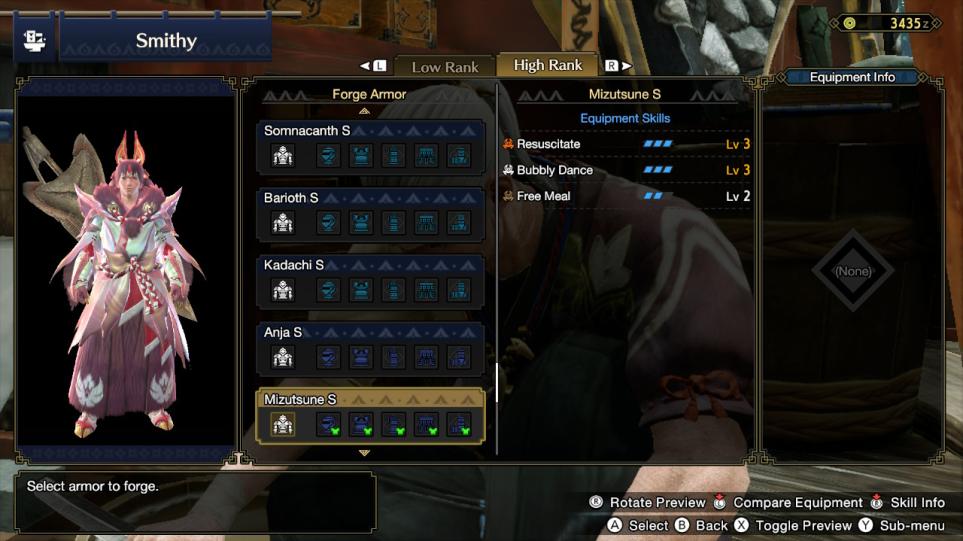 Smithy
3435z
L Low Rank High Rank R
Equipment Info
Forge Armor
Somnacanth S
Barioth S
Kadachi S
Anja S
Mizutsune S
Mizutsune S
Equipment Skills
Resuscitate Lv 3
Bubbly Dance Lv 3
Free Meal Lv 2
(None)
Select armor to forge.
R Rotate Preview Compare Equipment Skill Info
A Select B Back X Toggle Preview Y Sub-menu